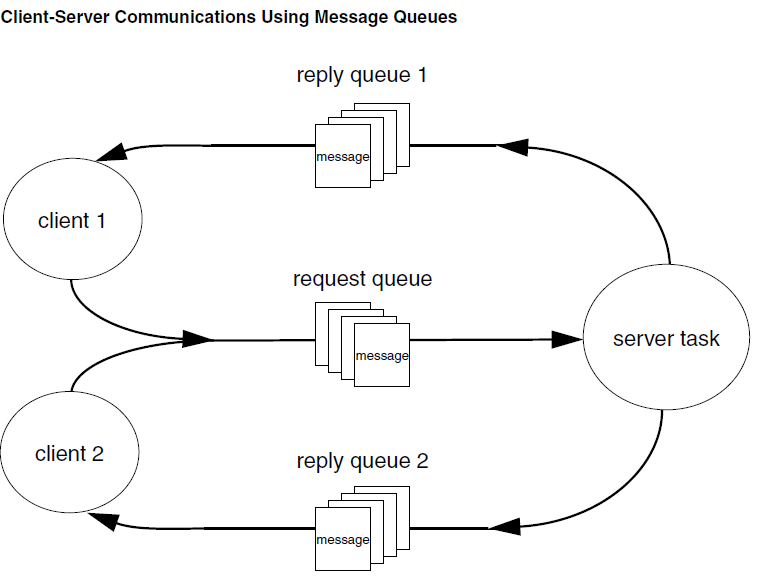 Client-Server Communications Using Message Queues
reply queue 1
message
client 1
request queue
message
server task
client 2
reply queue 2
message